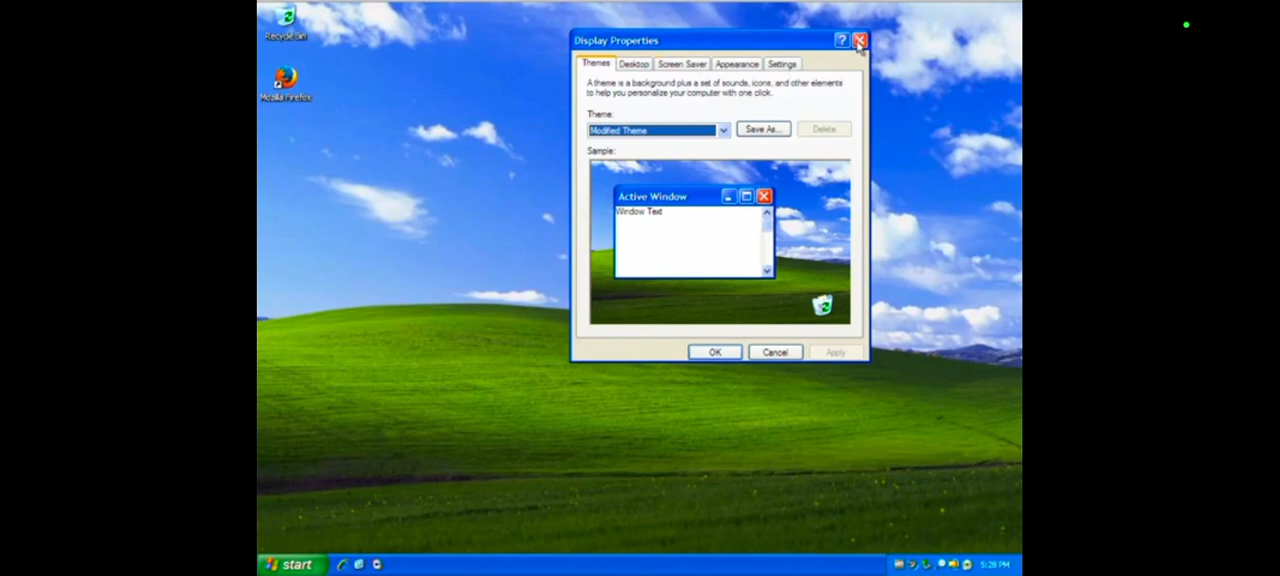 Recycle Bin
Mozilla Firefox
Display Properties
Themes
Desktop
Screen Saver
Appearance
Settings
A theme is a background plus a set of sounds, icons, and other elements
to help you personalize your computer with one click.
Theme:
Modified Theme
Save As...
Delete
Sample:
Active Window
Window Text
OK
Cancel
Apply
start
5:28 PM